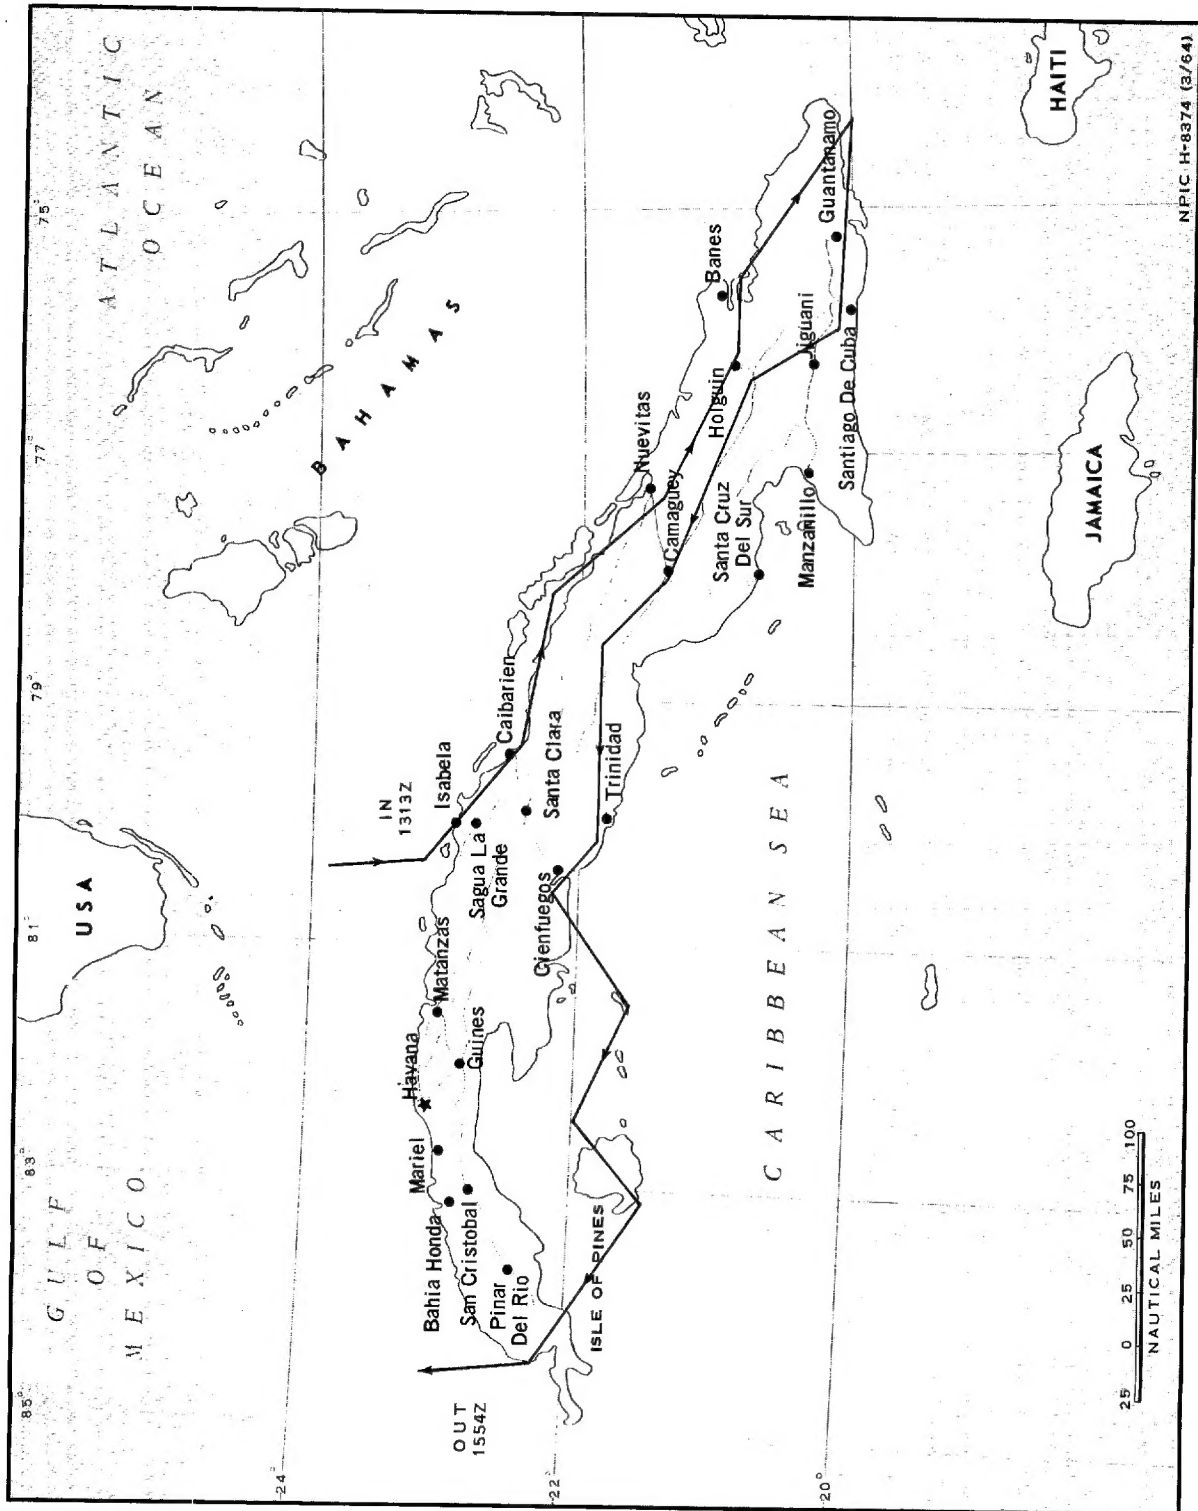 85°
83°
81°
79°
77°
75°
GULF
OF
MEXICO
USA
ATLANTIC
OCEAN
BAHAMAS
OUT
1554Z
IN
1313Z
24
22
20°
Bahia Honda
San Cristobal
Pinar
Del Rio
Mariel
Havana
Guines
Matanzas
Isabela
Sagua La
Grande
Santa Clara
Caibarien
Cienfuegos
Trinidad
Nuevitas
Camaguey
Santa Cruz
Del Sur
Manzanillo
Holguin
Banes
Jiguani
Santiago De Cuba
Guantanamo
ISLE OF PINES
CARIBBEAN SEA
JAMAICA
HAITI
25 0 25 50 75 100
NAUTICAL MILES
NPIC H-8374 (3/64)